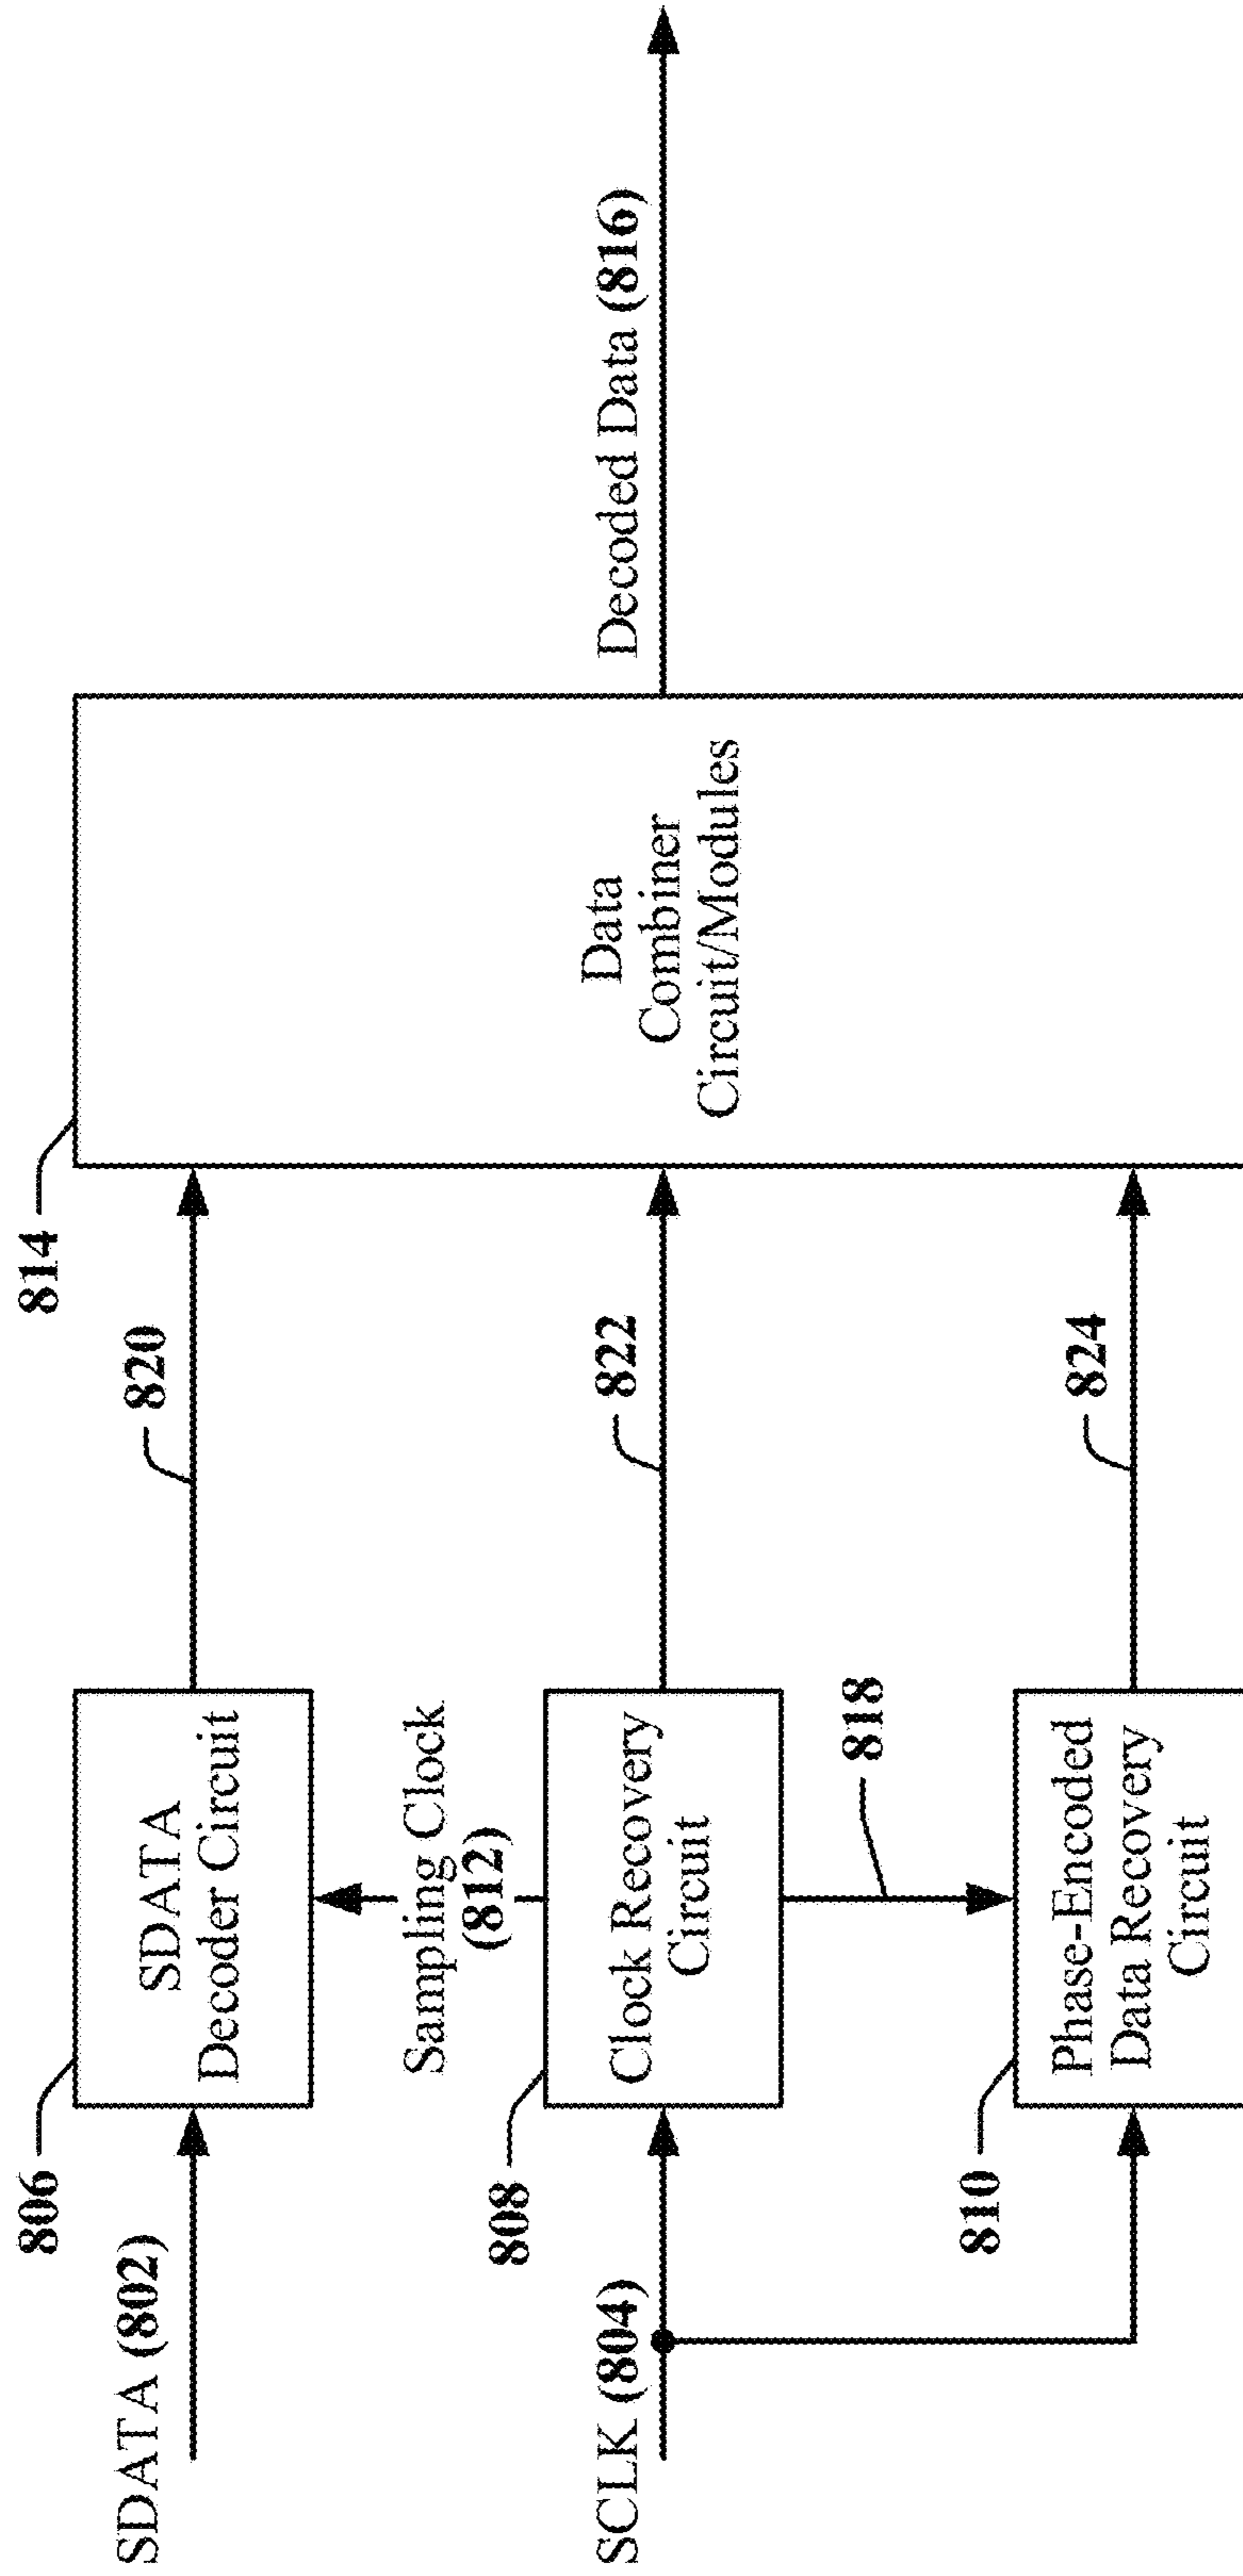 806
SDATA (802)
SDATA
Decoder Circuit
820
814
Sampling Clock
(812)
808
SCLK (804)
Clock Recovery
Circuit
822
Data
Combiner
Circuit/Modules
Decoded Data (816)
818
810
Phase-Encoded
Data Recovery
Circuit
824